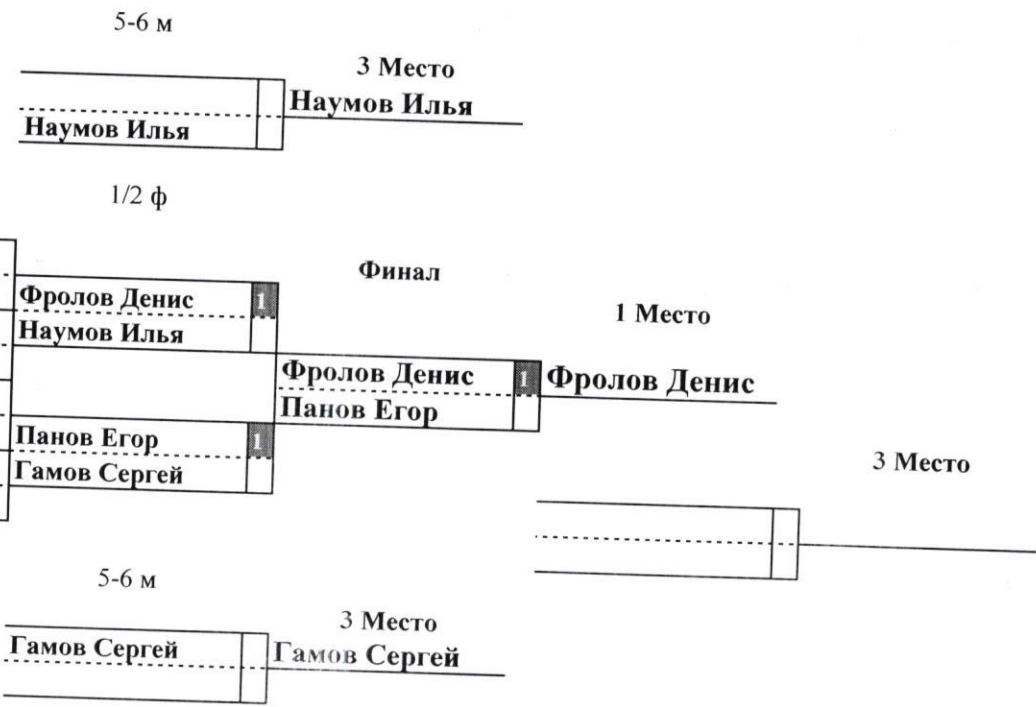 5-6 м
3 Место
Наумов Илья
Наумов Илья
1/2 ф
Финал
Фролов Денис 1
Наумов Илья
1 Место
Фролов Денис 1 Фролов Денис
Панов Егор
Панов Егор 1
Гамов Сергей
3 Место
5-6 м
3 Место
Гамов Сергей Гамов Сергей